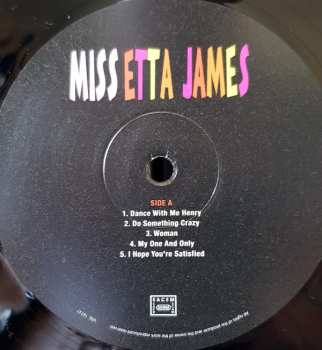 MISS ETTA JAMES
SIDE A
1. Dance With Me Henry
2. Do Something Crazy
3. Woman
4. My One And Only
5. I Hope You're Satisfied
SACEM